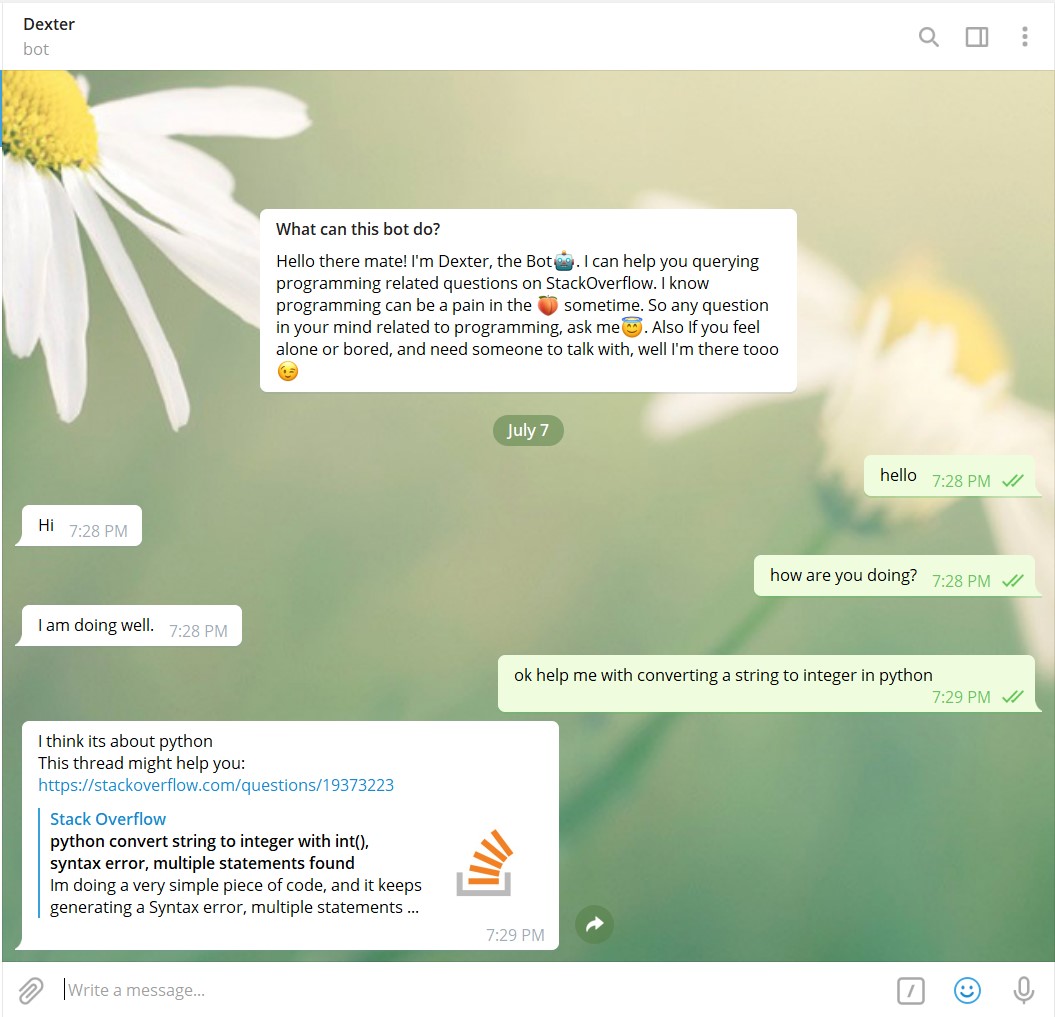 Dexter
bot
What can this bot do?
Hello there mate! I'm Dexter, the Bot🤖. I can help you querying
programming related questions on StackOverflow. I know
programming can be a pain in the 🍑 sometime. So any question
in your mind related to programming, ask me😇. Also If you feel
alone or bored, and need someone to talk with, well I'm there tooo
😉
July 7
hello 7:28 PM
Hi 7:28 PM
how are you doing? 7:28 PM
I am doing well. 7:28 PM
ok help me with converting a string to integer in python
7:29 PM
I think its about python
This thread might help you:
https://stackoverflow.com/questions/19373223
Stack Overflow
python convert string to integer with int(),
syntax error, multiple statements found
Im doing a very simple piece of code, and it keeps
generating a Syntax error, multiple statements ...
7:29 PM
Write a message...